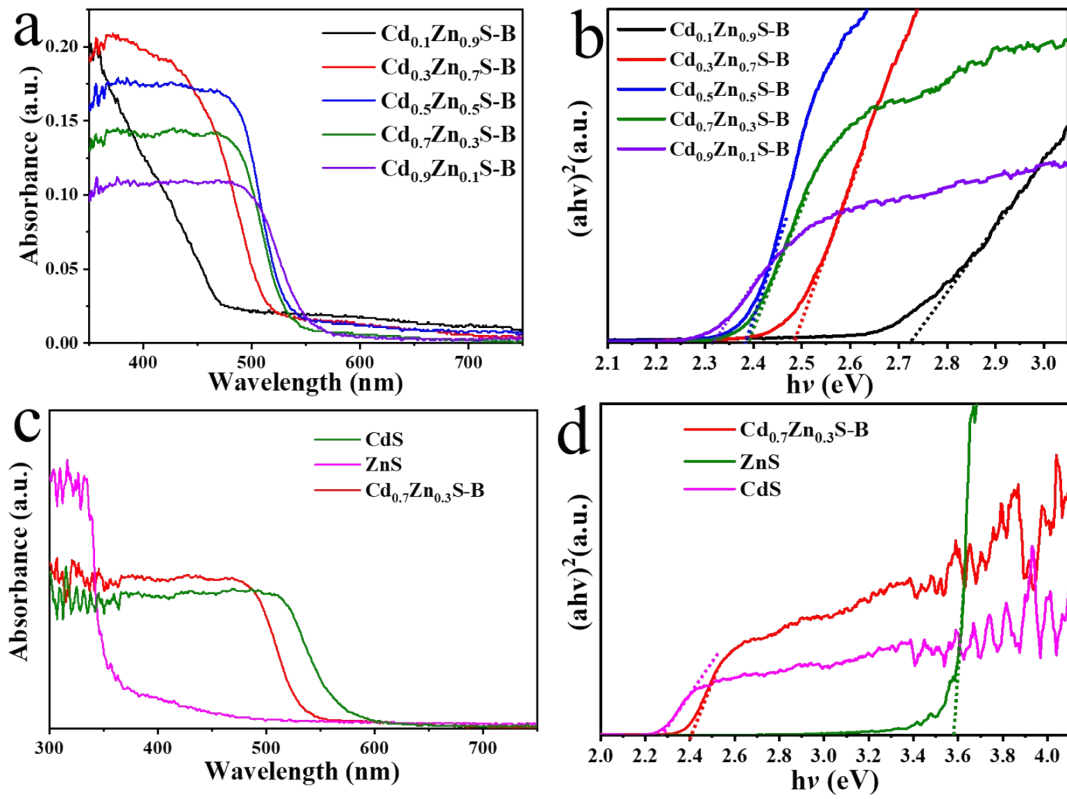 a
Absorbance (a.u.)
0.20
0.15
0.10
0.05
0.00
Cd0.1Zn0.9S-B
Cd0.3Zn0.7S-B
Cd0.5Zn0.5S-B
Cd0.7Zn0.3S-B
Cd0.9Zn0.1S-B
400 500 600 700
Wavelength (nm)
b
(ahv)²(a.u.)
Cd0.1Zn0.9S-B
Cd0.3Zn0.7S-B
Cd0.5Zn0.5S-B
Cd0.7Zn0.3S-B
Cd0.9Zn0.1S-B
2.1 2.2 2.3 2.4 2.5 2.6 2.7 2.8 2.9 3.0
hν (eV)
c
Absorbance (a.u.)
CdS
ZnS
Cd0.7Zn0.3S-B
300 400 500 600 700
Wavelength (nm)
d
(ahv)²(a.u.)
Cd0.7Zn0.3S-B
ZnS
CdS
2.0 2.2 2.4 2.6 2.8 3.0 3.2 3.4 3.6 3.8 4.0
hν (eV)